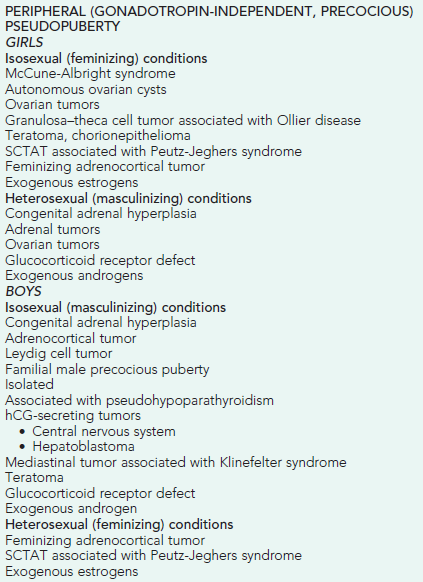 PERIPHERAL (GONADOTROPIN-INDEPENDENT, PRECOCIOUS)
PSEUDOPUBERTY
GIRLS
Isosexual (feminizing) conditions
McCune-Albright syndrome
Autonomous ovarian cysts
Ovarian tumors
Granulosa–theca cell tumor associated with Ollier disease
Teratoma, chorionepithelioma
SCTAT associated with Peutz-Jeghers syndrome
Feminizing adrenocortical tumor
Exogenous estrogens
Heterosexual (masculinizing) conditions
Congenital adrenal hyperplasia
Adrenal tumors
Ovarian tumors
Glucocorticoid receptor defect
Exogenous androgens
BOYS
Isosexual (masculinizing) conditions
Congenital adrenal hyperplasia
Adrenocortical tumor
Leydig cell tumor
Familial male precocious puberty
Isolated
Associated with pseudohypoparathyroidism
hCG-secreting tumors
• Central nervous system
• Hepatoblastoma
Mediastinal tumor associated with Klinefelter syndrome
Teratoma
Glucocorticoid receptor defect
Exogenous androgen
Heterosexual (feminizing) conditions
Feminizing adrenocortical tumor
SCTAT associated with Peutz-Jeghers syndrome
Exogenous estrogens